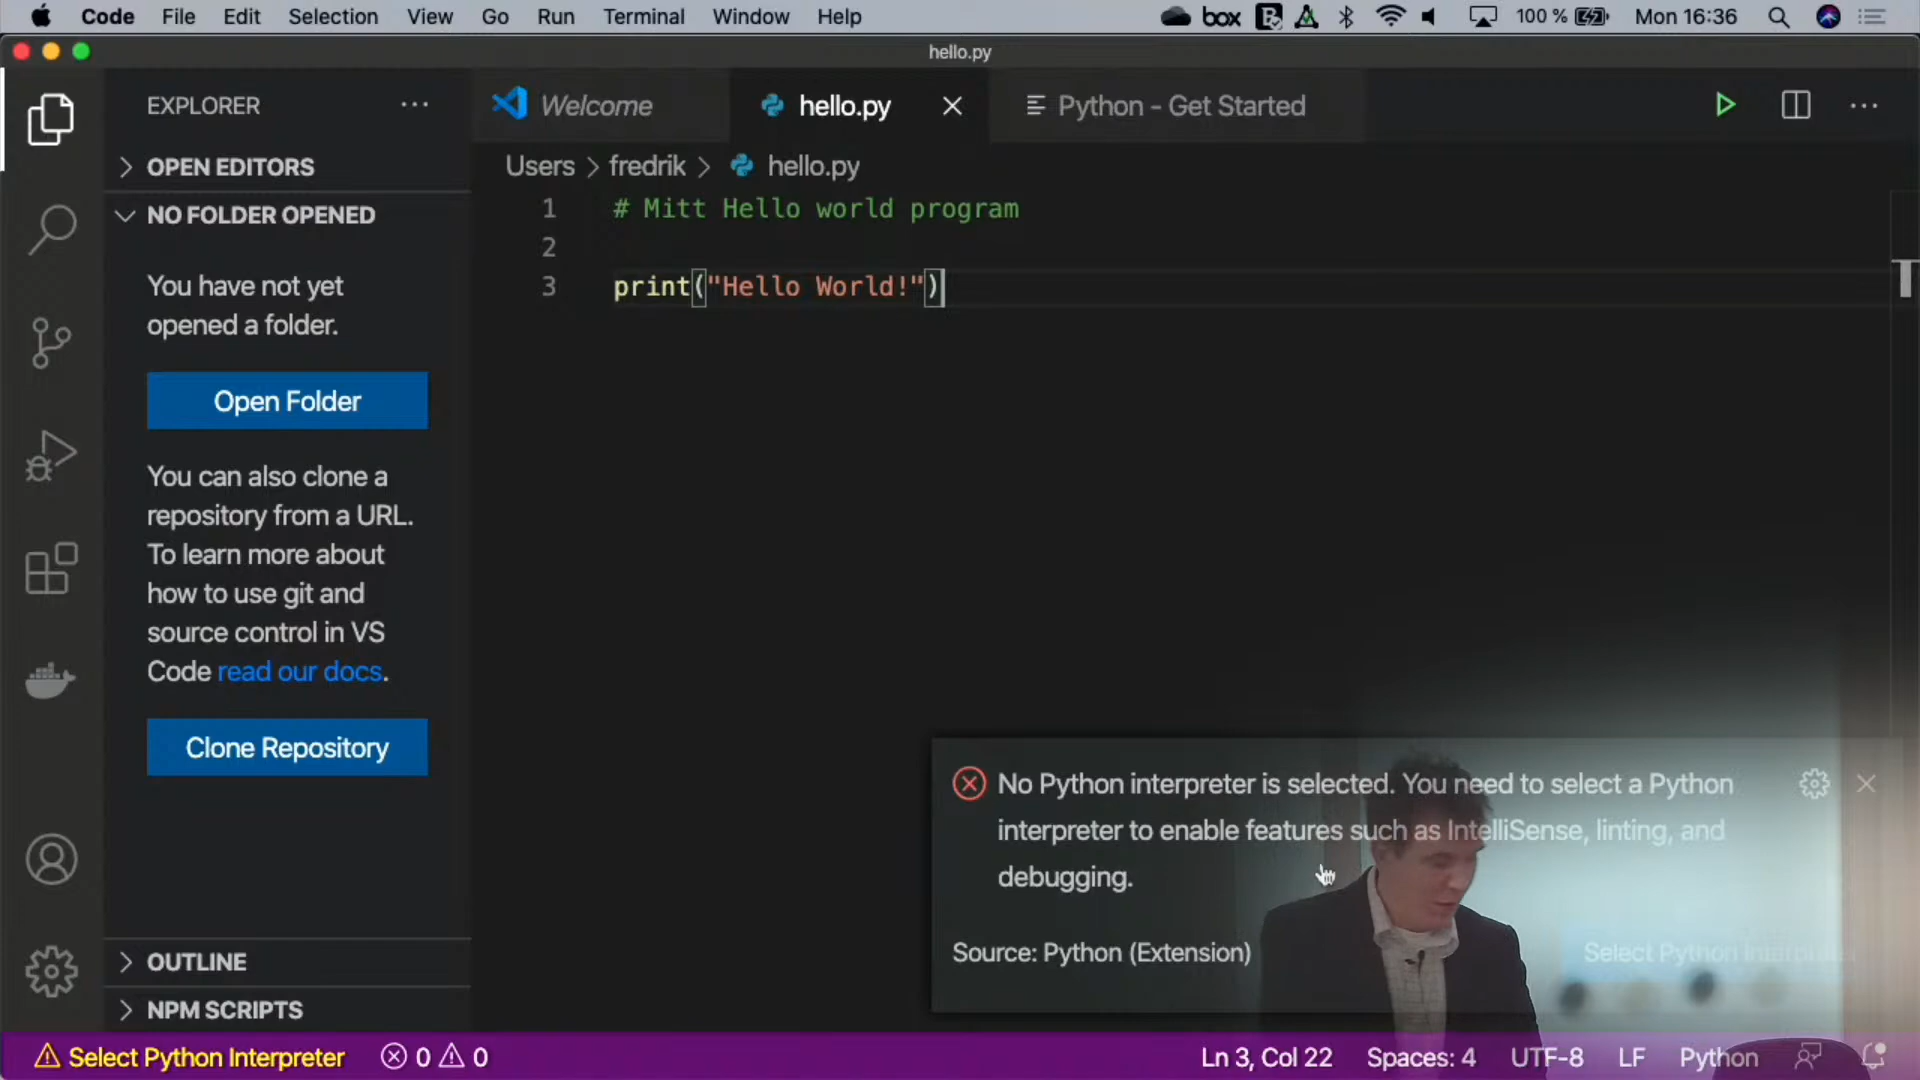 Code File Edit Selection View Go Run Terminal Window Help box 100 % Mon 16:36
hello.py
EXPLORER
Welcome
hello.py
Python - Get Started
OPEN EDITORS
NO FOLDER OPENED
You have not yet
opened a folder.
Open Folder
You can also clone a
repository from a URL.
To learn more about
how to use git and
source control in VS
Code read our docs.
Clone Repository
OUTLINE
NPM SCRIPTS
Users > fredrik > hello.py
1 # Mitt Hello world program
2
3 print("Hello World!")
No Python interpreter is selected. You need to select a Python
interpreter to enable features such as IntelliSense, linting, and
debugging.
Source: Python (Extension)
Select Python Interpreter
Select Python Interpreter 0 0 Ln 3, Col 22 Spaces: 4 UTF-8 LF Python